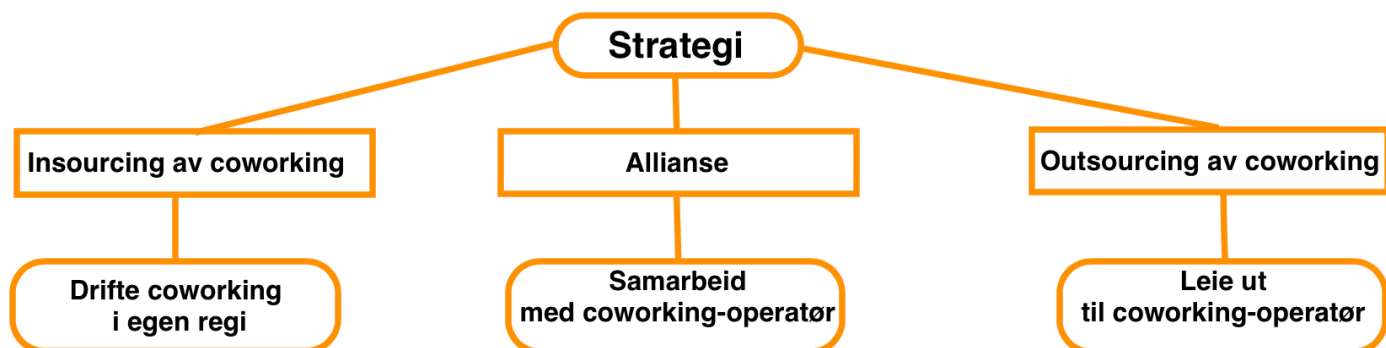 Strategi
Insourcing av coworking
Allianse
Outsourcing av coworking
Drifte coworking
i egen regi
Samarbeid
med coworking-operatør
Leie ut
til coworking-operatør